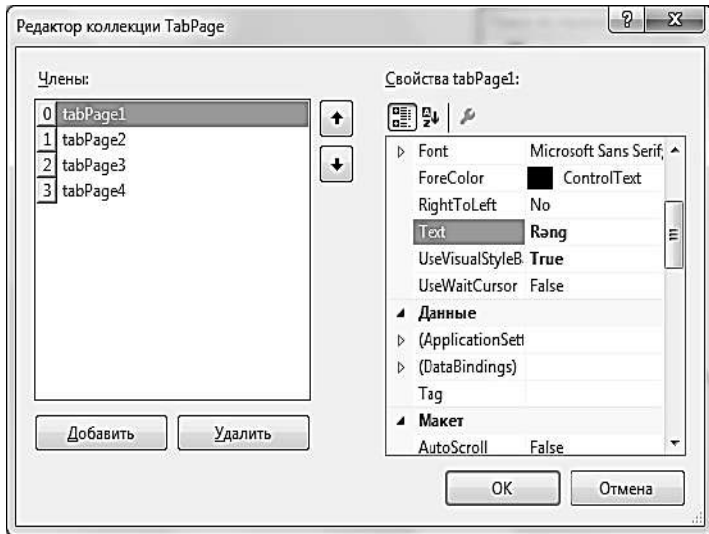 Редактор коллекции TabPage
Члены:
0 tabPage1
1 tabPage2
2 tabPage3
3 tabPage4
Добавить Удалить
Свойства tabPage1:
Font Microsoft Sans Serif;
ForeColor ControlText
RightToLeft No
Text Rəng
UseVisualStyleB True
UseWaitCursor False
Данные
(ApplicationSett
(DataBindings)
Tag
Макет
AutoScroll False
OK Отмена